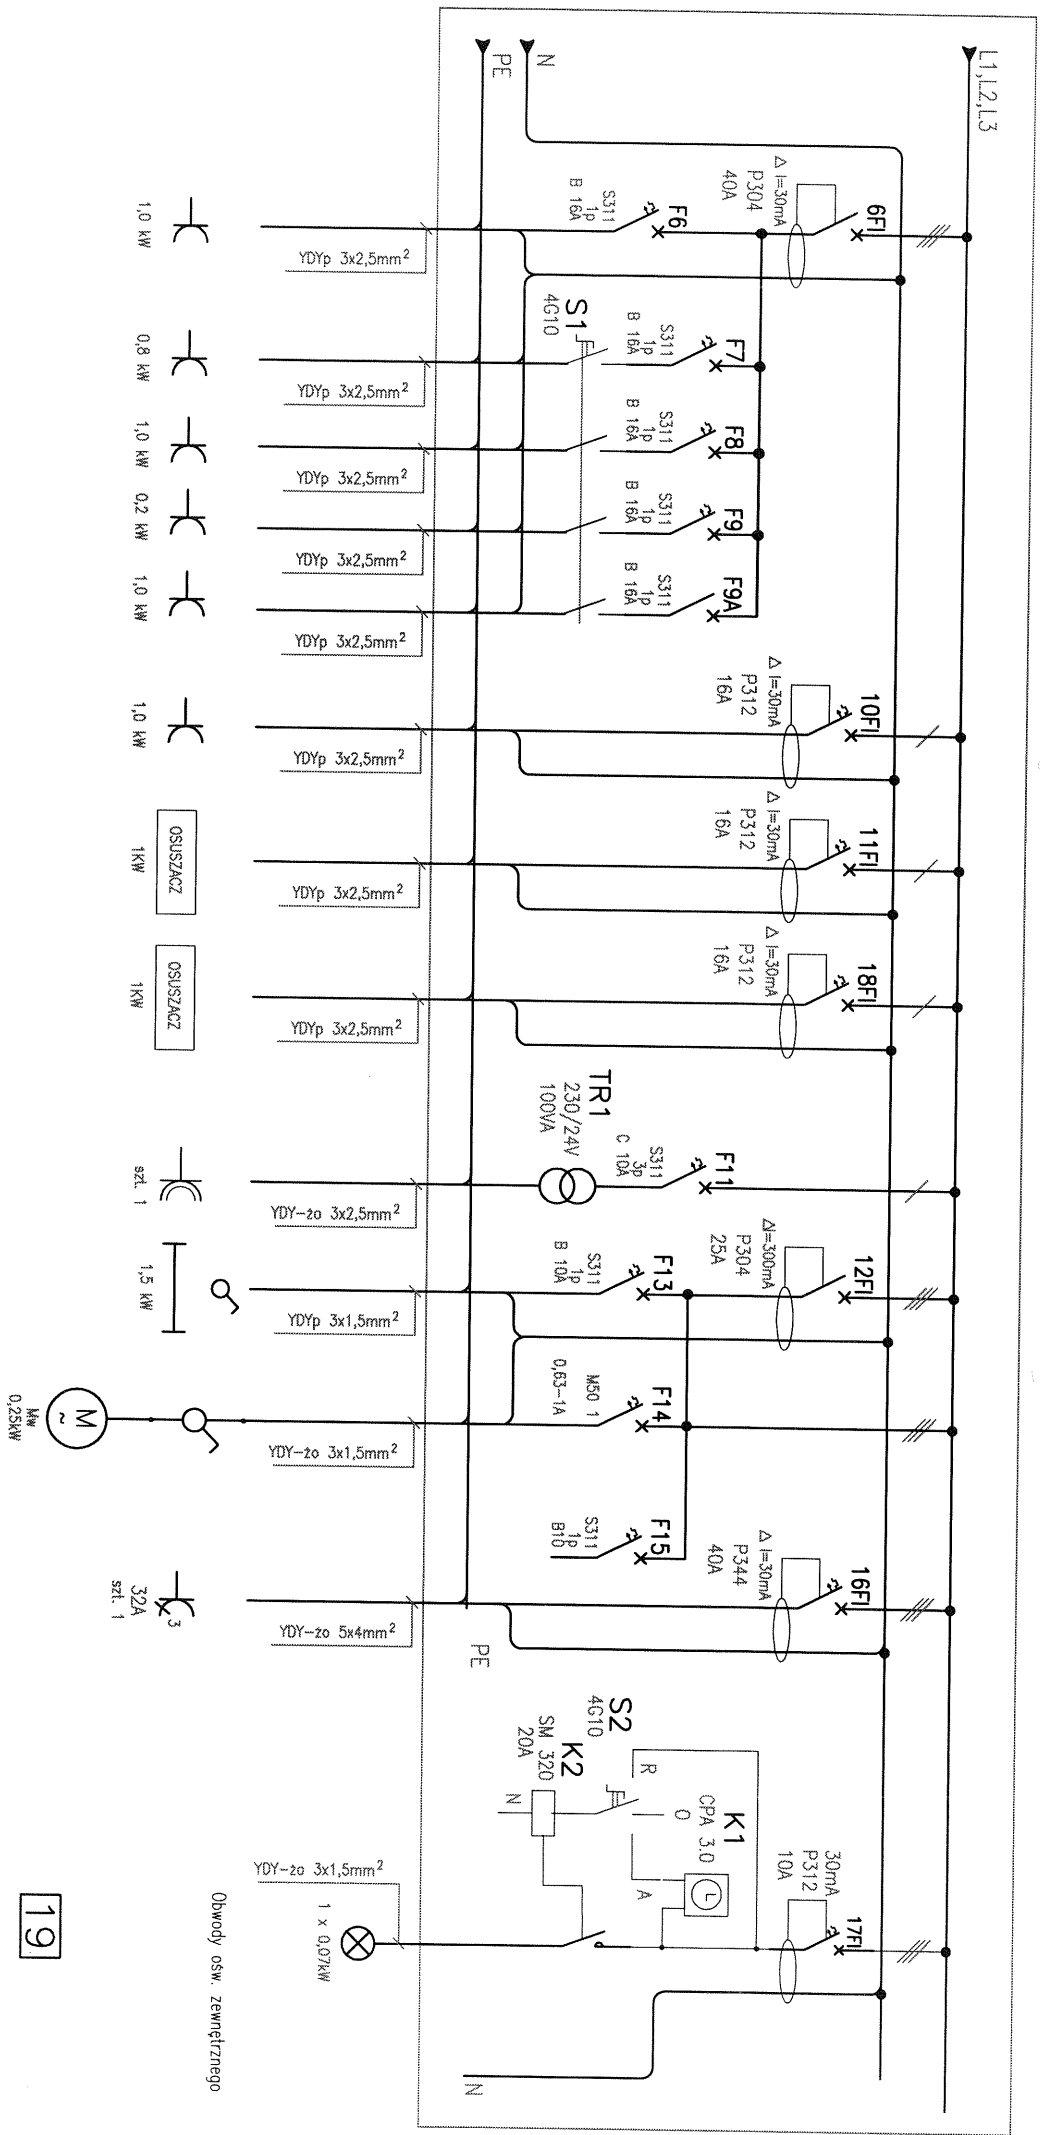 L1,L2,L3
N
PE
6FI
Δ I=30mA
P304
40A
F6
S311
1p
B 16A
YDYp 3x2,5mm²
1,0 kW
S1
4G10
F7
S311
1p
B 16A
YDYp 3x2,5mm²
0,8 kW
F8
S311
1p
B 16A
YDYp 3x2,5mm²
1,0 kW
F9
S311
1p
B 16A
YDYp 3x2,5mm²
0,2 kW
F9A
S311
1p
B 16A
YDYp 3x2,5mm²
1,0 kW
10FI
Δ I=30mA
P312
16A
YDYp 3x2,5mm²
1,0 kW
11FI
Δ I=30mA
P312
16A
YDYp 3x2,5mm²
OSUSZACZ
1KW
18FI
Δ I=30mA
P312
16A
YDYp 3x2,5mm²
OSUSZACZ
1KW
F11
S311
3p
C 10A
TR1
230/24V
100VA
YDY-żo 3x2,5mm²
szt. 1
12FI
ΔI=300mA
P304
25A
F13
S311
1p
B 10A
YDYp 3x1,5mm²
1,5 kW
F14
M50 1
0,63-1A
YDY-żo 3x1,5mm²
M
~
Mw
0,25kW
F15
S311
1p
B10
16FI
Δ I=30mA
P344
40A
YDY-żo 5x4mm²
3
32A
szt. 1
PE
17FI
30mA
P312
10A
K1
CPA 3.0
S2
4G10
R
O
A
K2
SM 320
20A
N
YDY-żo 3x1,5mm²
1 x 0,07kW
N
Obwody ośw. zewnętrznego
19